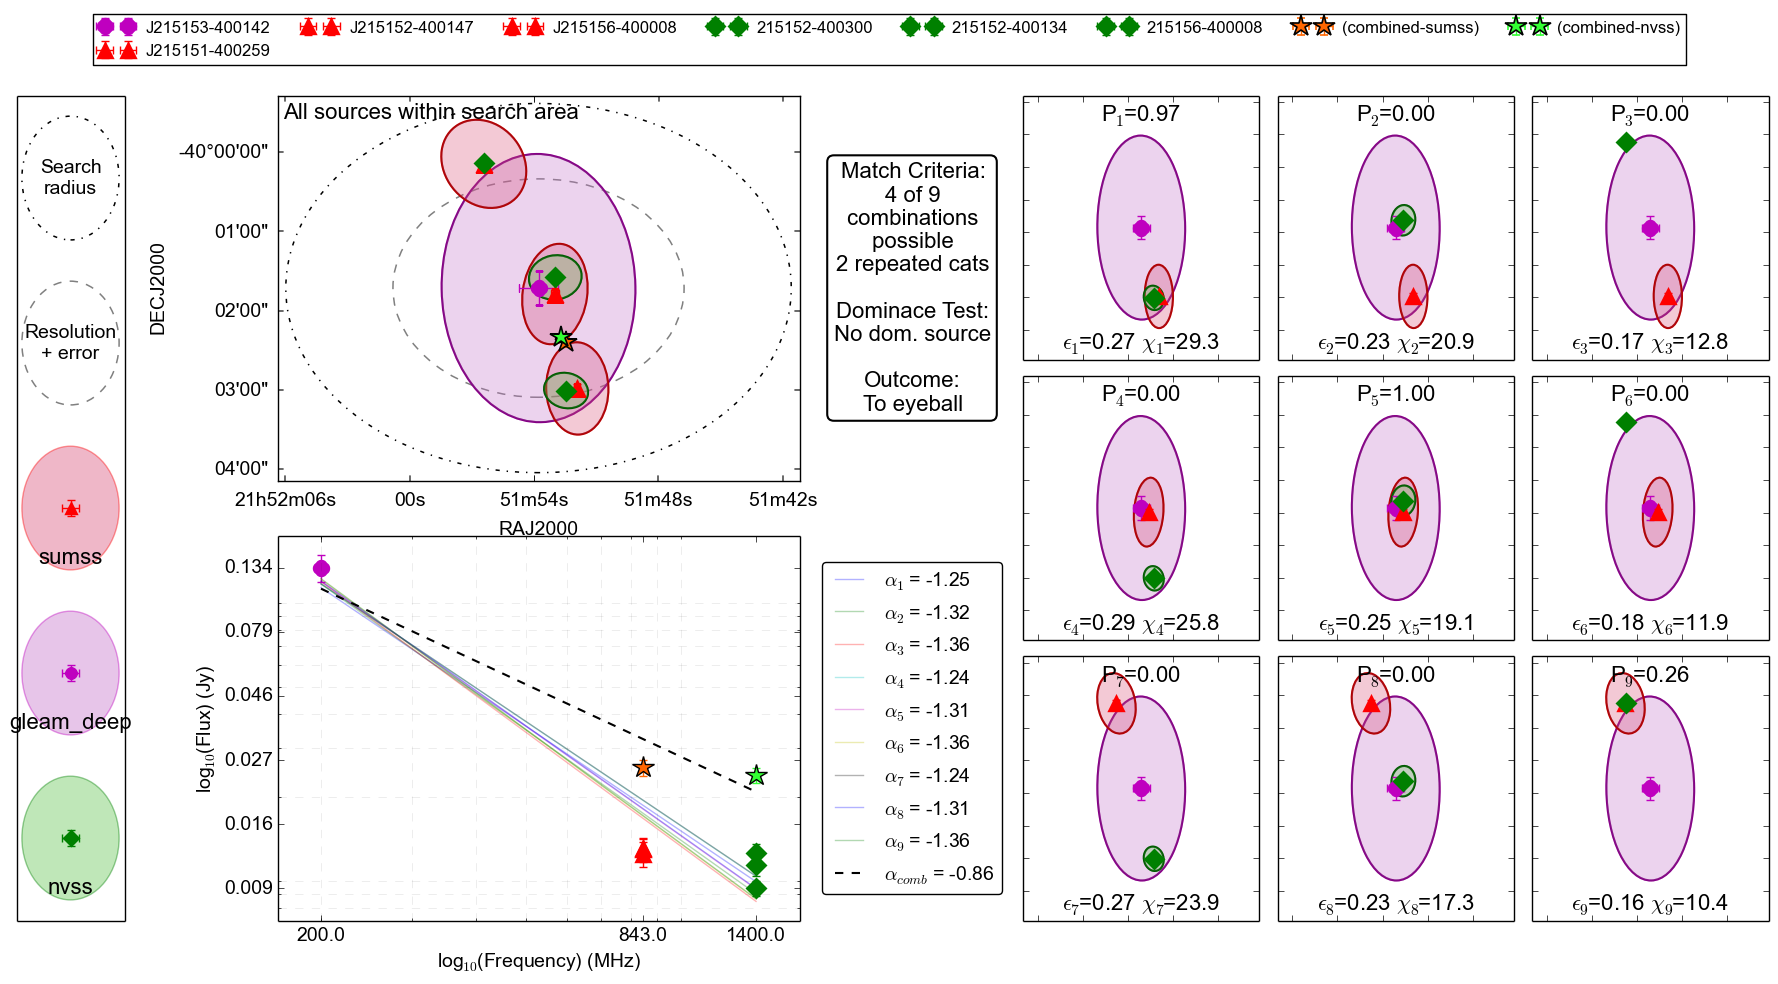 J215153-400142
J215152-400147
J215156-400008
215152-400300
215152-400134
215156-400008
(combined-sumss)
(combined-nvss)
J215151-400259
Search
radius
Resolution
+ error
sumss
gleam_deep
nvss
All sources within search area
DECJ2000
-40°00'00"
01'00"
02'00"
03'00"
04'00"
21h52m06s
00s
51m54s
51m48s
51m42s
RAJ2000
Match Criteria:
4 of 9
combinations
possible
2 repeated cats
Dominace Test:
No dom. source
Outcome:
To eyeball
log₁₀(Flux) (Jy)
0.134
0.079
0.046
0.027
0.016
0.009
200.0
843.0
1400.0
log₁₀(Frequency) (MHz)
α₁ = -1.25
α₂ = -1.32
α₃ = -1.36
α₄ = -1.24
α₅ = -1.31
α₆ = -1.36
α₇ = -1.24
α₈ = -1.31
α₉ = -1.36
α_comb = -0.86
P₁=0.97
ϵ₁=0.27 χ₁=29.3
P₂=0.00
ϵ₂=0.23 χ₂=20.9
P₃=0.00
ϵ₃=0.17 χ₃=12.8
P₄=0.00
ϵ₄=0.29 χ₄=25.8
P₅=1.00
ϵ₅=0.25 χ₅=19.1
P₆=0.00
ϵ₆=0.18 χ₆=11.9
P₇=0.00
ϵ₇=0.27 χ₇=23.9
P₈=0.00
ϵ₈=0.23 χ₈=17.3
P₉=0.26
ϵ₉=0.16 χ₉=10.4